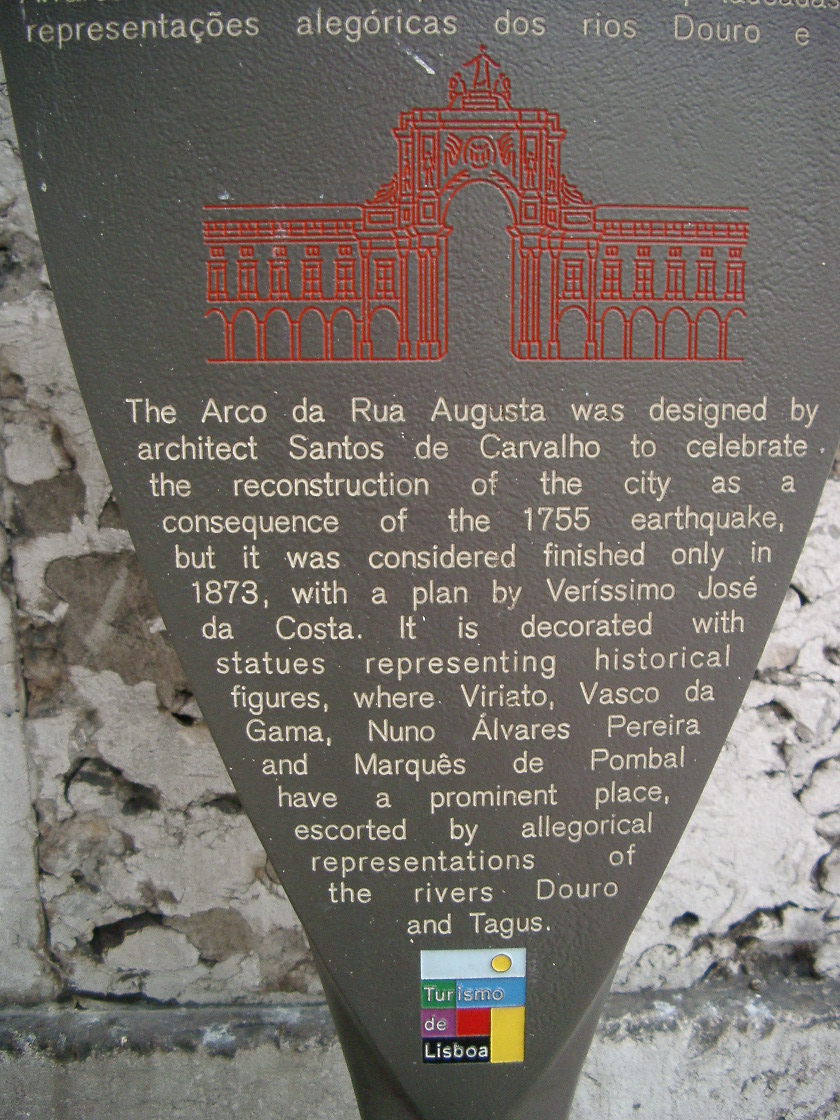 representações alegóricas dos rios Douro e
The Arco da Rua Augusta was designed by
architect Santos de Carvalho to celebrate
the reconstruction of the city as a
consequence of the 1755 earthquake,
but it was considered finished only in
1873, with a plan by Veríssimo José
da Costa. It is decorated with
statues representing historical
figures, where Viriato, Vasco da
Gama, Nuno Álvares Pereira
and Marquês de Pombal
have a prominent place,
escorted by allegorical
representations of
the rivers Douro
and Tagus.
Turismo
de
Lisboa